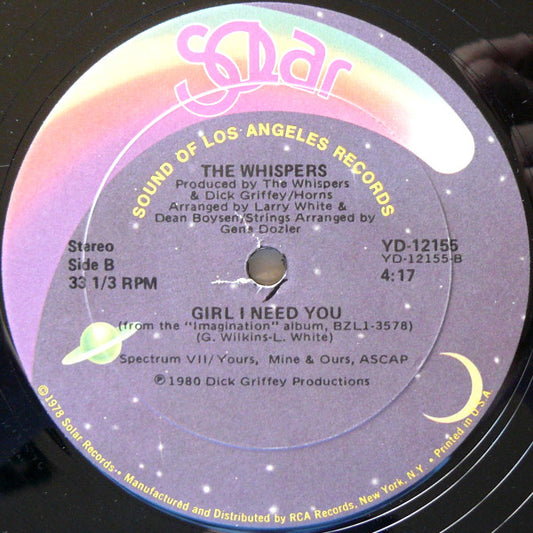 Solar
SOUND OF LOS ANGELES RECORDS
THE WHISPERS
Produced by The Whispers
& Dick Griffey/Horns
Arranged by Larry White &
Dean Boysen/Strings Arranged by
Gene Dozier
Stereo
Side B
33 1/3 RPM
YD-12155
YD-12155-B
4:17
GIRL I NEED YOU
(from the "Imagination" album, BZL1-3578)
(G. Wilkins-L. White)
Spectrum VII/Yours, Mine & Ours, ASCAP
℗ 1980 Dick Griffey Productions
©1978 Solar Records • Manufactured and Distributed by RCA Records, New York, N.Y. • Printed in U.S.A